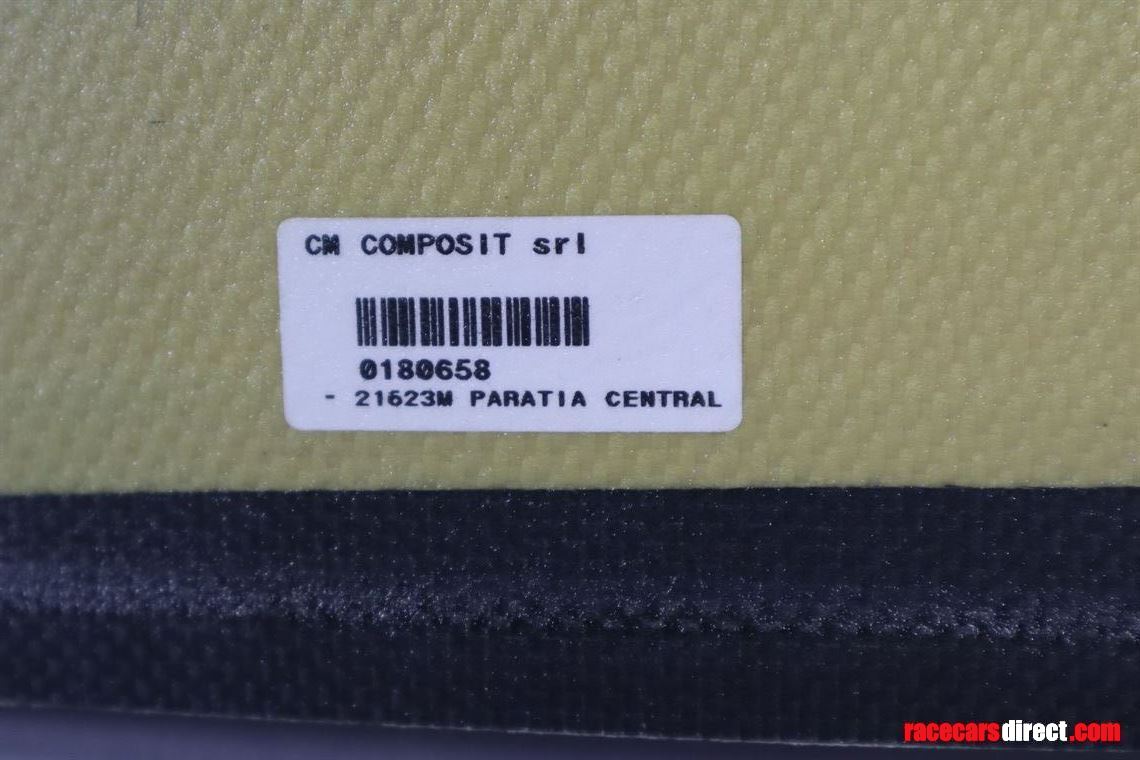 CM COMPOSIT srl
0180658
- 21623M PARATIA CENTRAL
racecarsdirect.com